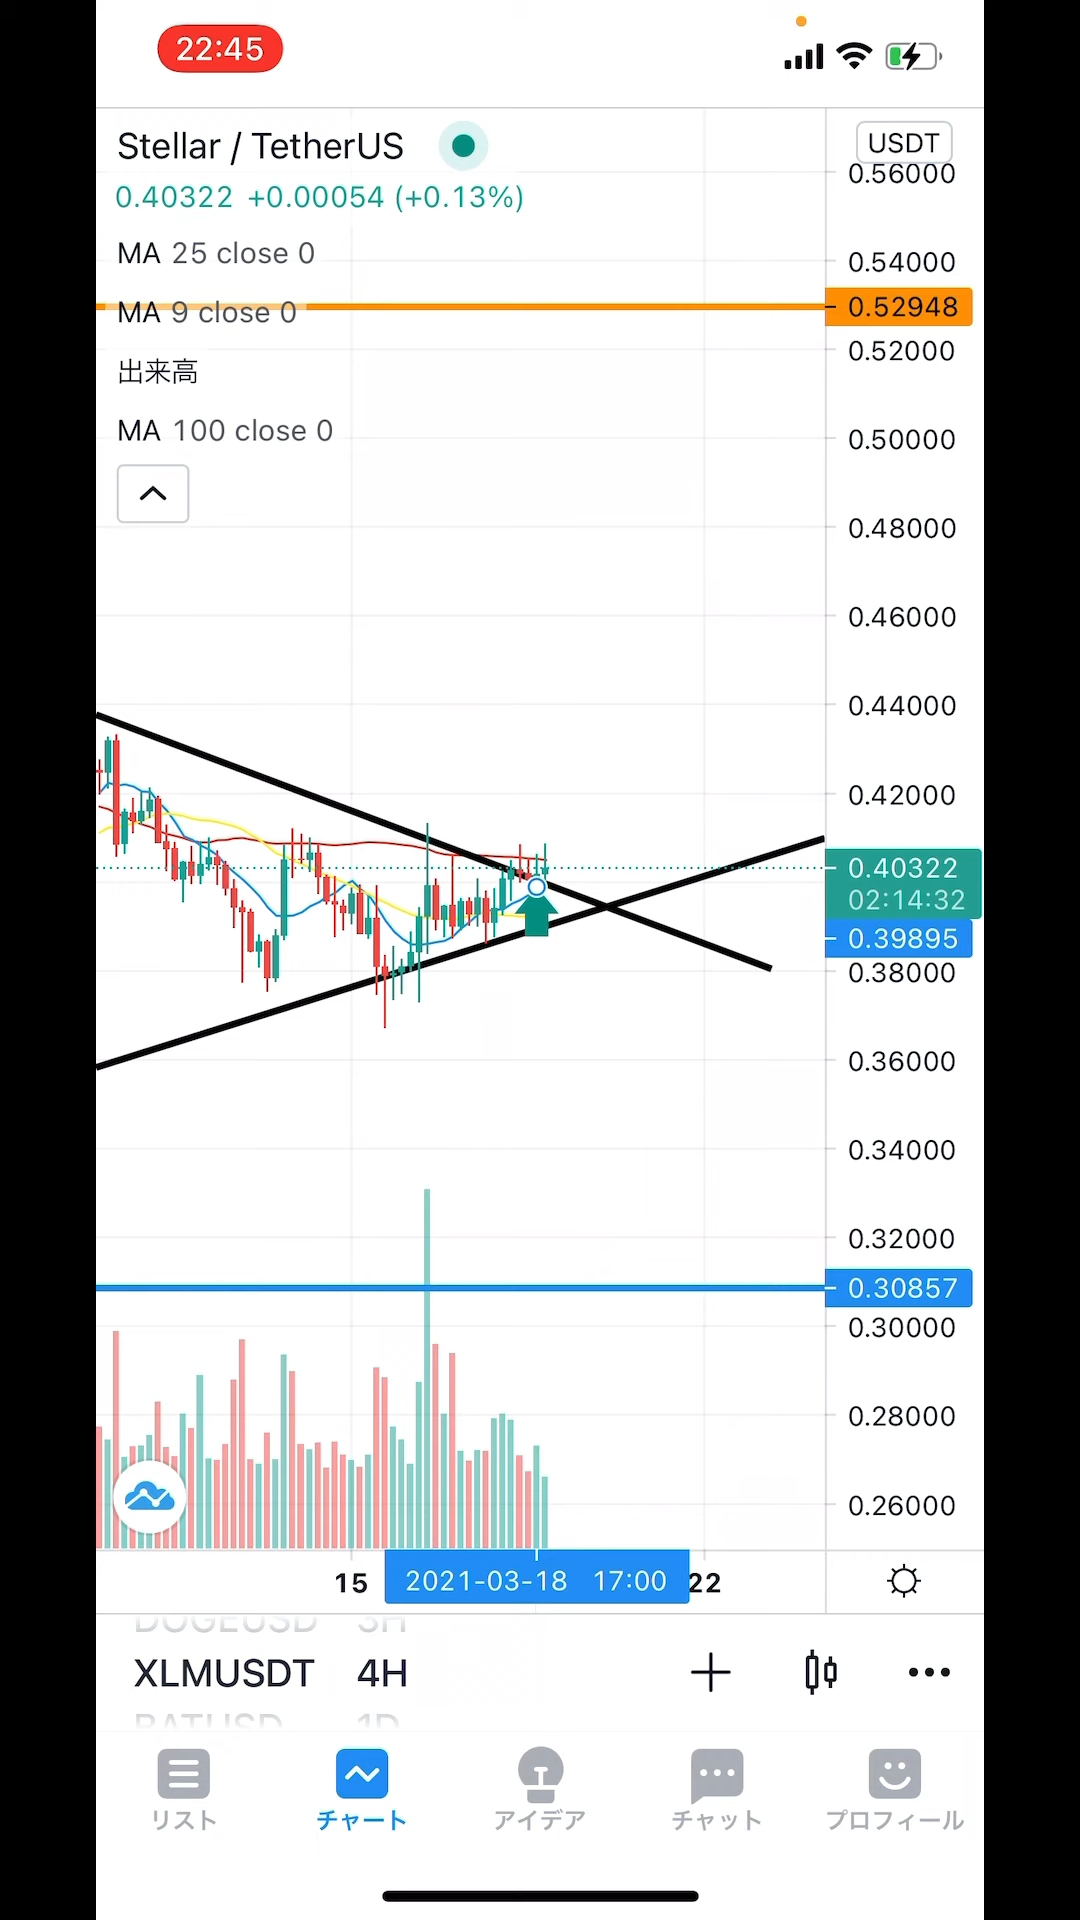 22:45
Stellar / TetherUS
USDT
0.56000
0.40322 +0.00054 (+0.13%)
MA 25 close 0
0.54000
MA 9 close 0
0.52948
0.52000
出来高
MA 100 close 0
0.50000
0.48000
0.46000
0.44000
0.42000
0.40322
02:14:32
0.39895
0.38000
0.36000
0.34000
0.32000
0.30857
0.30000
0.28000
0.26000
15
2021-03-18 17:00
22
DOGEUSD 3H
XLMUSDT 4H
BATUSD 1D
リスト
チャート
アイデア
チャット
プロフィール